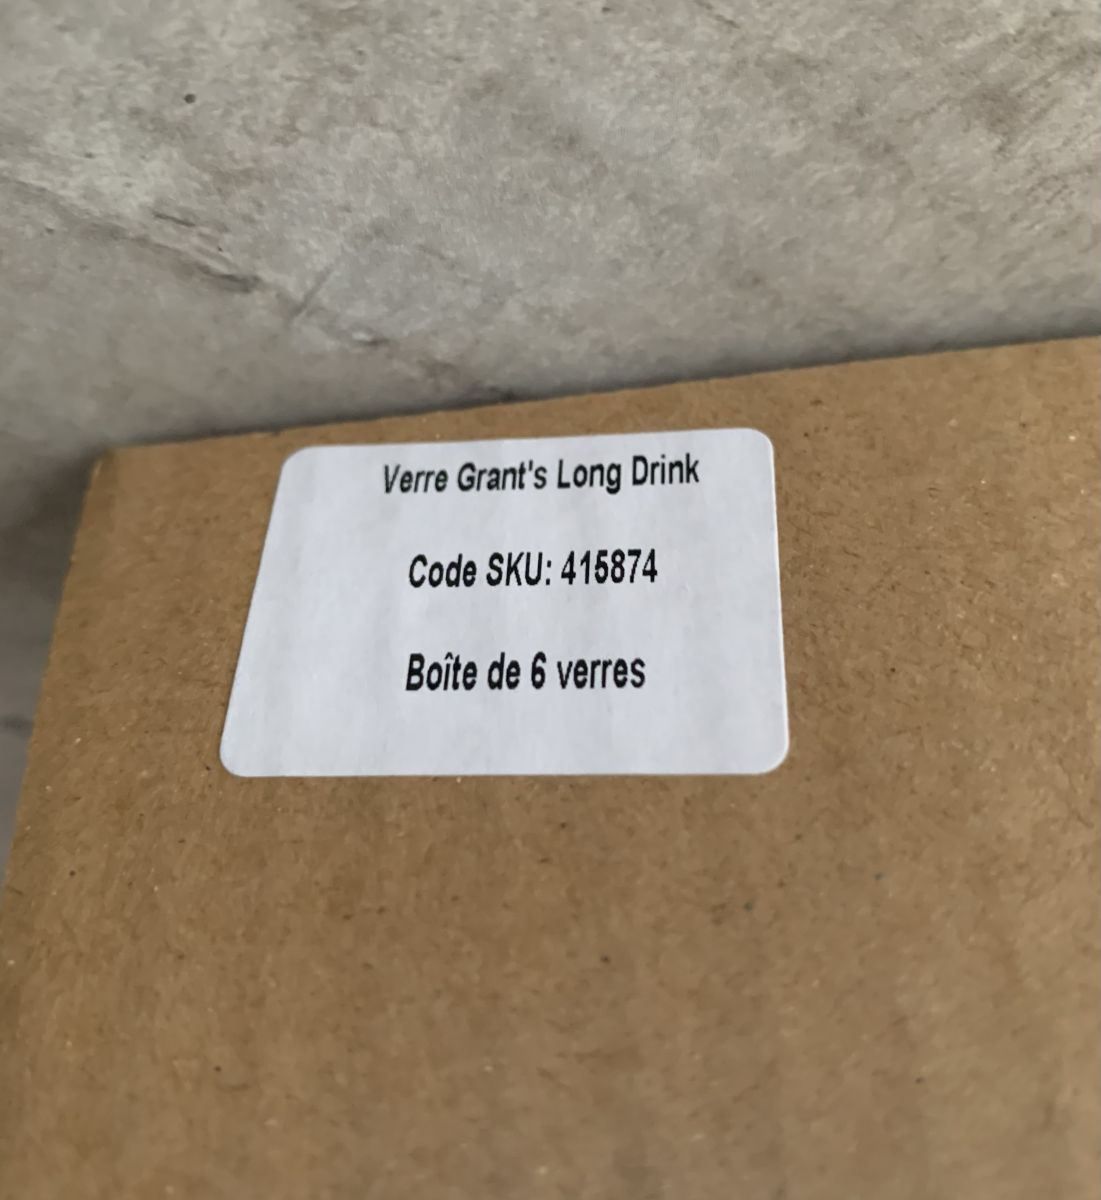 Verre Grant's Long Drink
Code SKU: 415874
Boîte de 6 verres